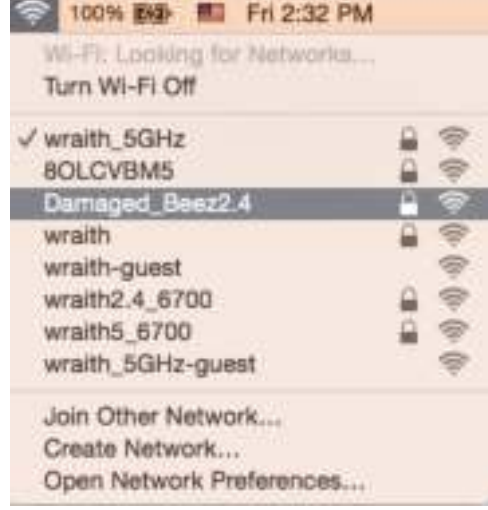 100% Fri 2:32 PM
Wi-Fi: Looking for Networks...
Turn Wi-Fi Off
wraith_5GHz
8OLCVBM5
Damaged_Beez2.4
wraith
wraith-guest
wraith2.4_6700
wraith5_6700
wraith_5GHz-guest
Join Other Network...
Create Network...
Open Network Preferences...